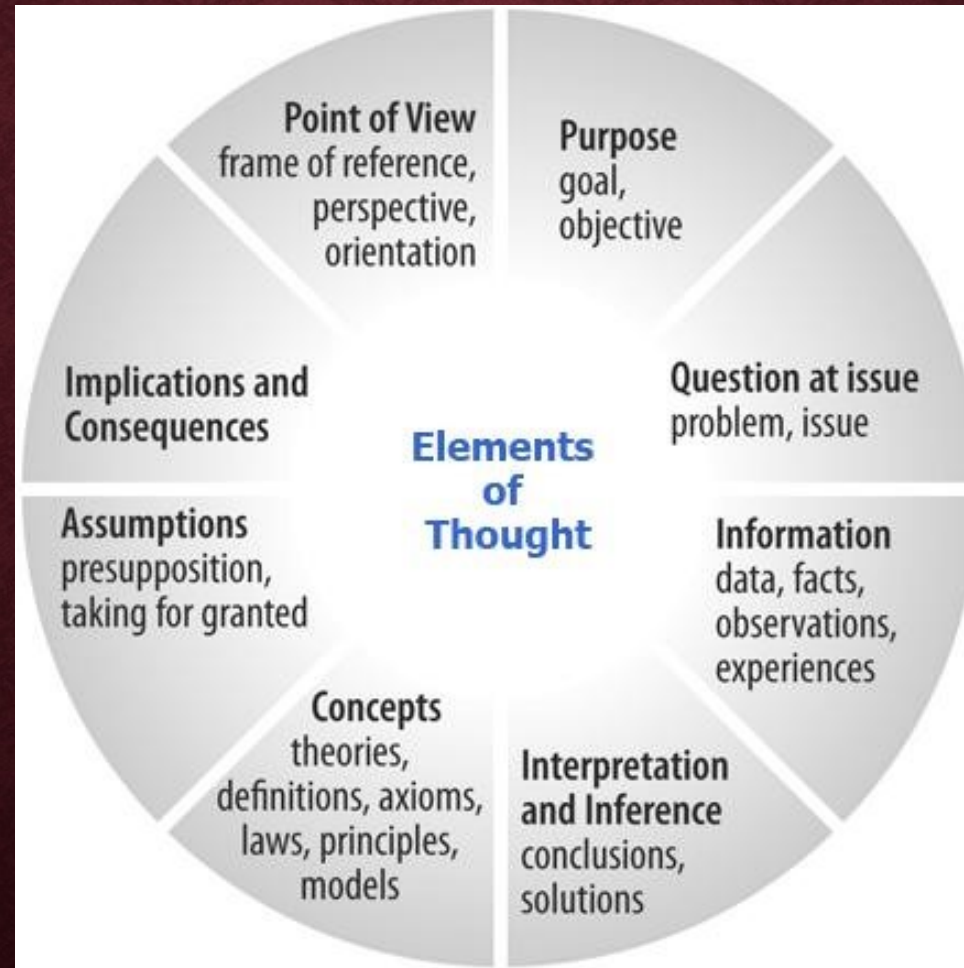 Point of View
frame of reference,
perspective,
orientation
Purpose
goal,
objective
Question at issue
problem, issue
Information
data, facts,
observations,
experiences
Interpretation
and Inference
conclusions,
solutions
Concepts
theories,
definitions, axioms,
laws, principles,
models
Assumptions
presupposition,
taking for granted
Implications and
Consequences
Elements
of
Thought